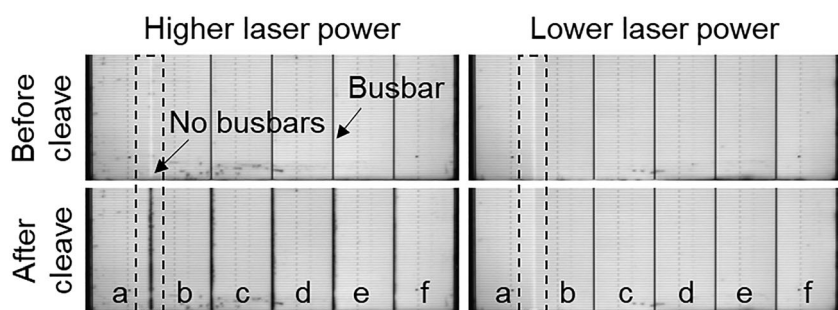 Higher laser power
Lower laser power
Before cleave
Busbar
No busbars
After cleave
a b c d e f
a b c d e f